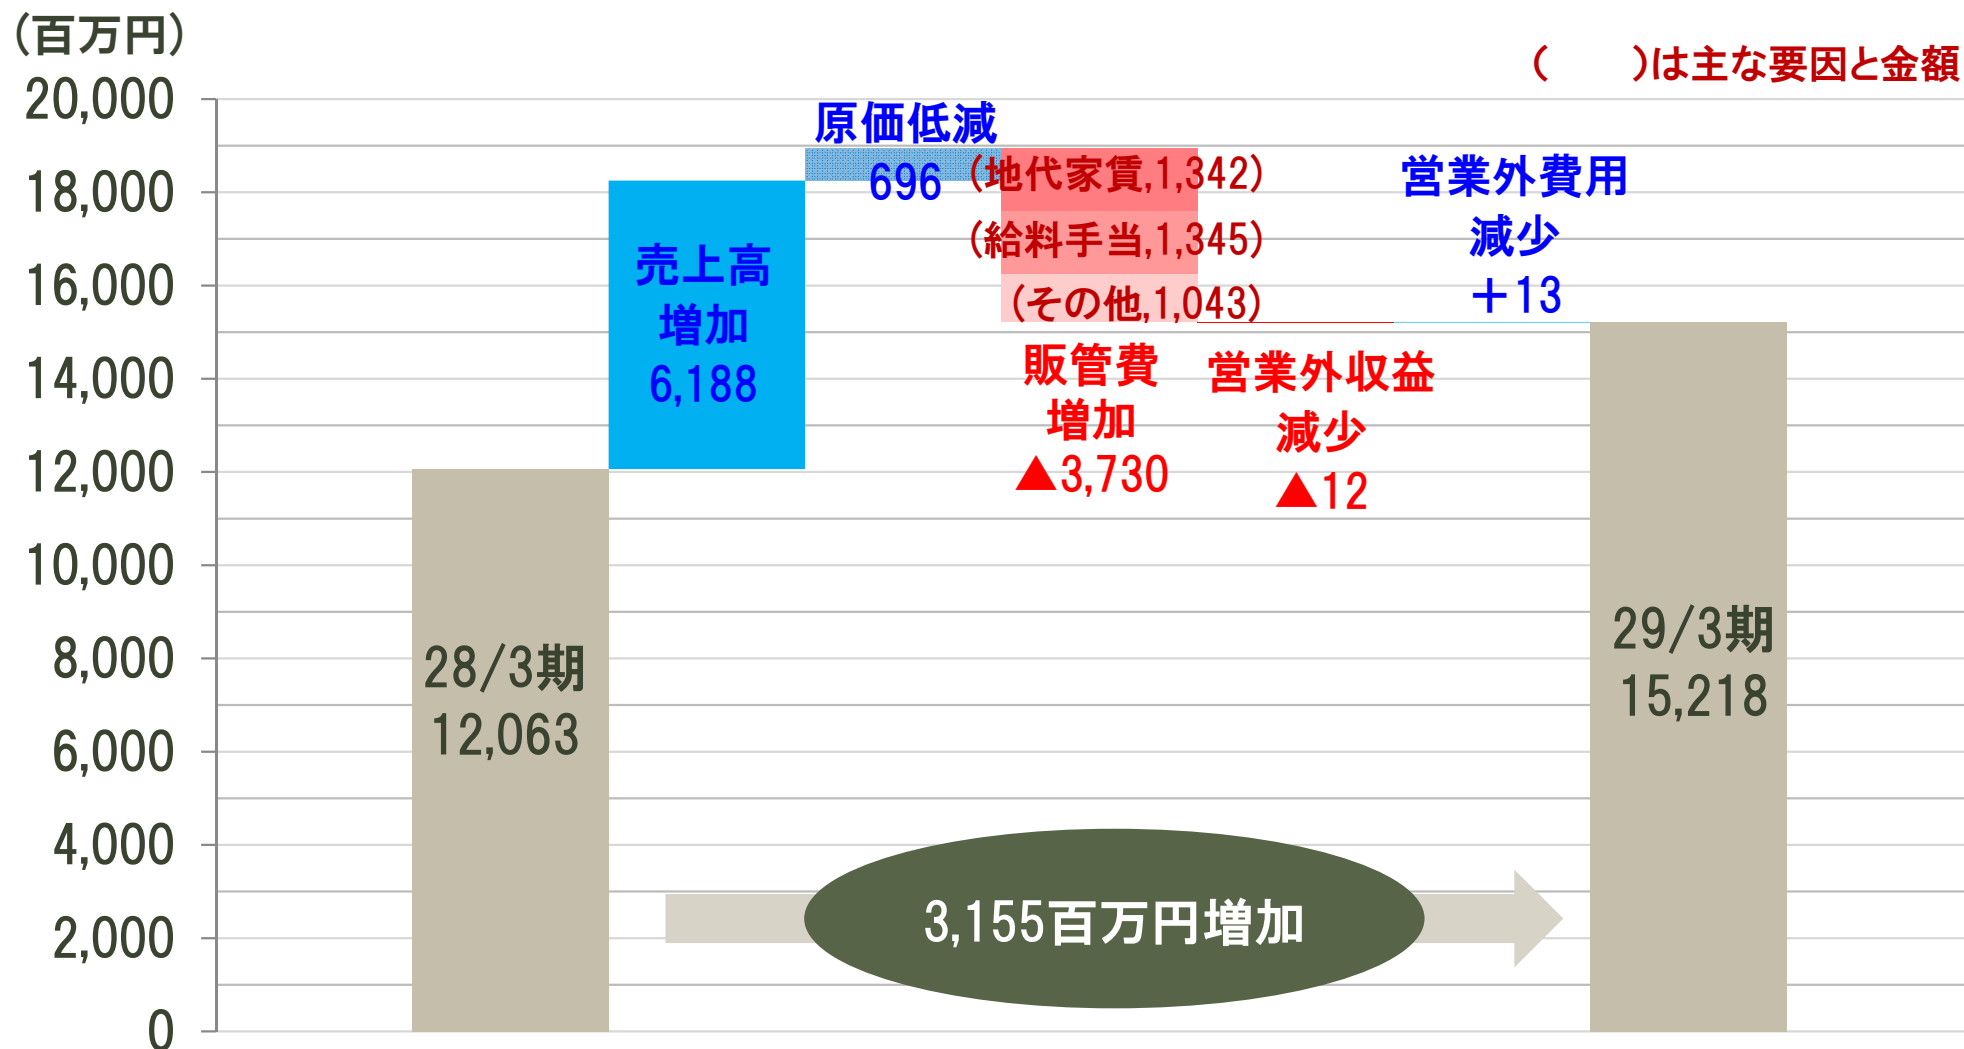 (百万円)
(　　)は主な要因と金額
20,000
18,000
16,000
14,000
12,000
10,000
8,000
6,000
4,000
2,000
0
28/3期
12,063
売上高
増加
6,188
原価低減
696
(地代家賃,1,342)
(給料手当,1,345)
(その他,1,043)
販管費
増加
▲3,730
営業外収益
減少
▲12
営業外費用
減少
＋13
29/3期
15,218
3,155百万円増加